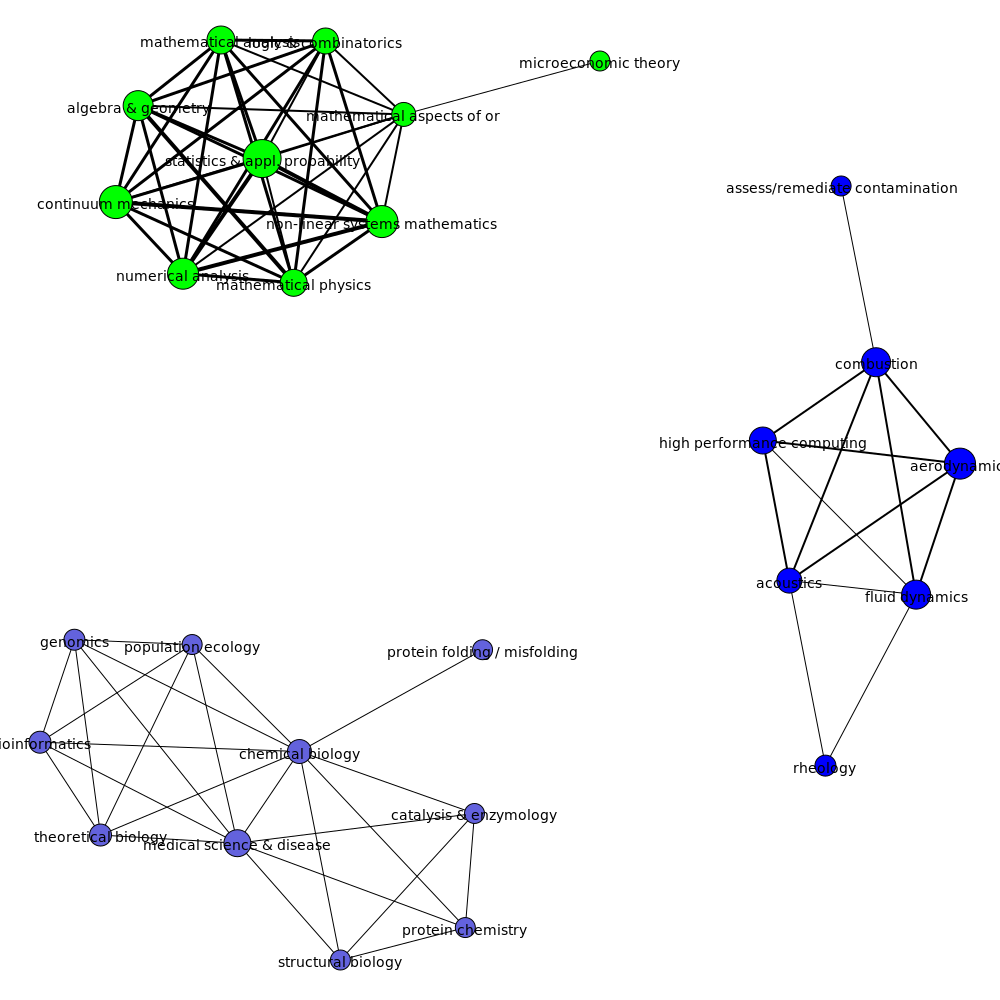 mathematical analysis
logic & combinatorics
microeconomic theory
algebra & geometry
mathematical aspects of or
statistics & appl. probability
assess/remediate contamination
continuum mechanics
non-linear systems mathematics
numerical analysis
mathematical physics
combustion
high performance computing
aerodynamic
acoustics
fluid dynamics
genomics
population ecology
protein folding / misfolding
ioinformatics
chemical biology
rheology
catalysis & enzymology
theoretical biology
medical science & disease
protein chemistry
structural biology